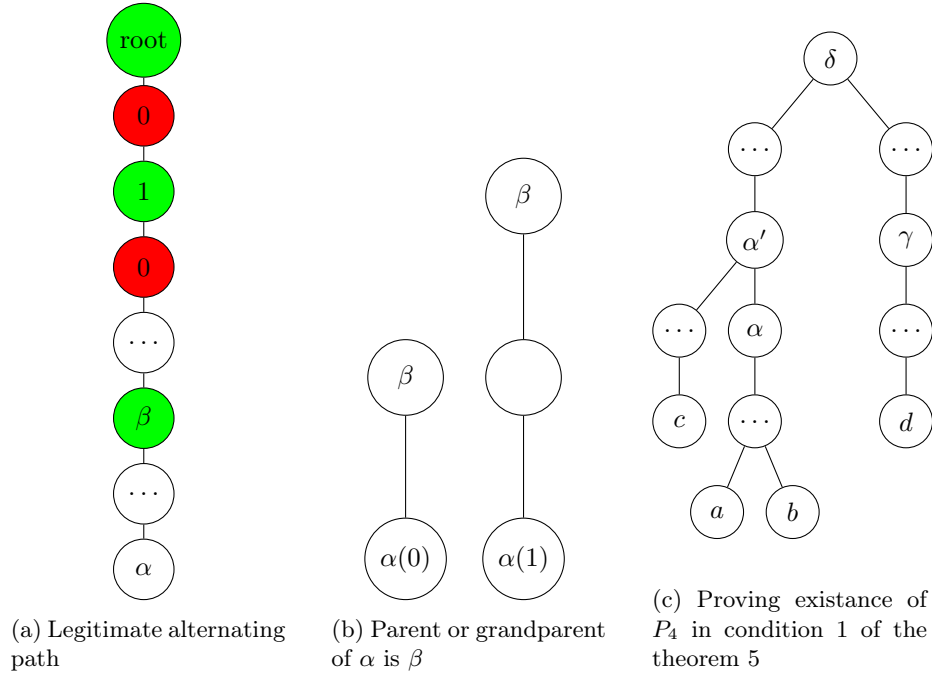 root
0
1
0
⋯
β
⋯
α
(a) Legitimate alternating
path
β
β
α(0)
α(1)
(b) Parent or grandparent
of α is β
δ
⋯ ⋯
α′ γ
⋯ α ⋯
c ⋯ d
a b
(c) Proving existance of
P₄ in condition 1 of the
theorem 5